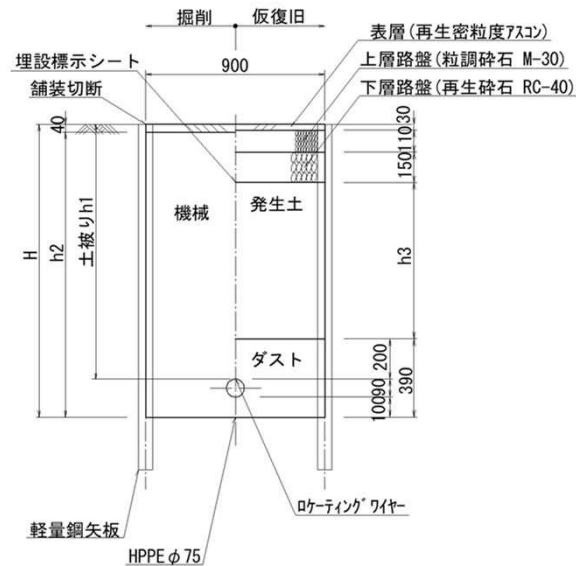 掘削
仮復旧
表層(再生密粒度アスコン)
上層路盤(粒調砕石 M-30)
下層路盤(再生砕石 RC-40)
埋設標示シート
舗装切断
900
40
30
110
150
機械
発生土
土被りh1
H
h2
h3
ダスト
200
390
90
100
ロケーティングワイヤー
軽量鋼矢板
HPPEφ75